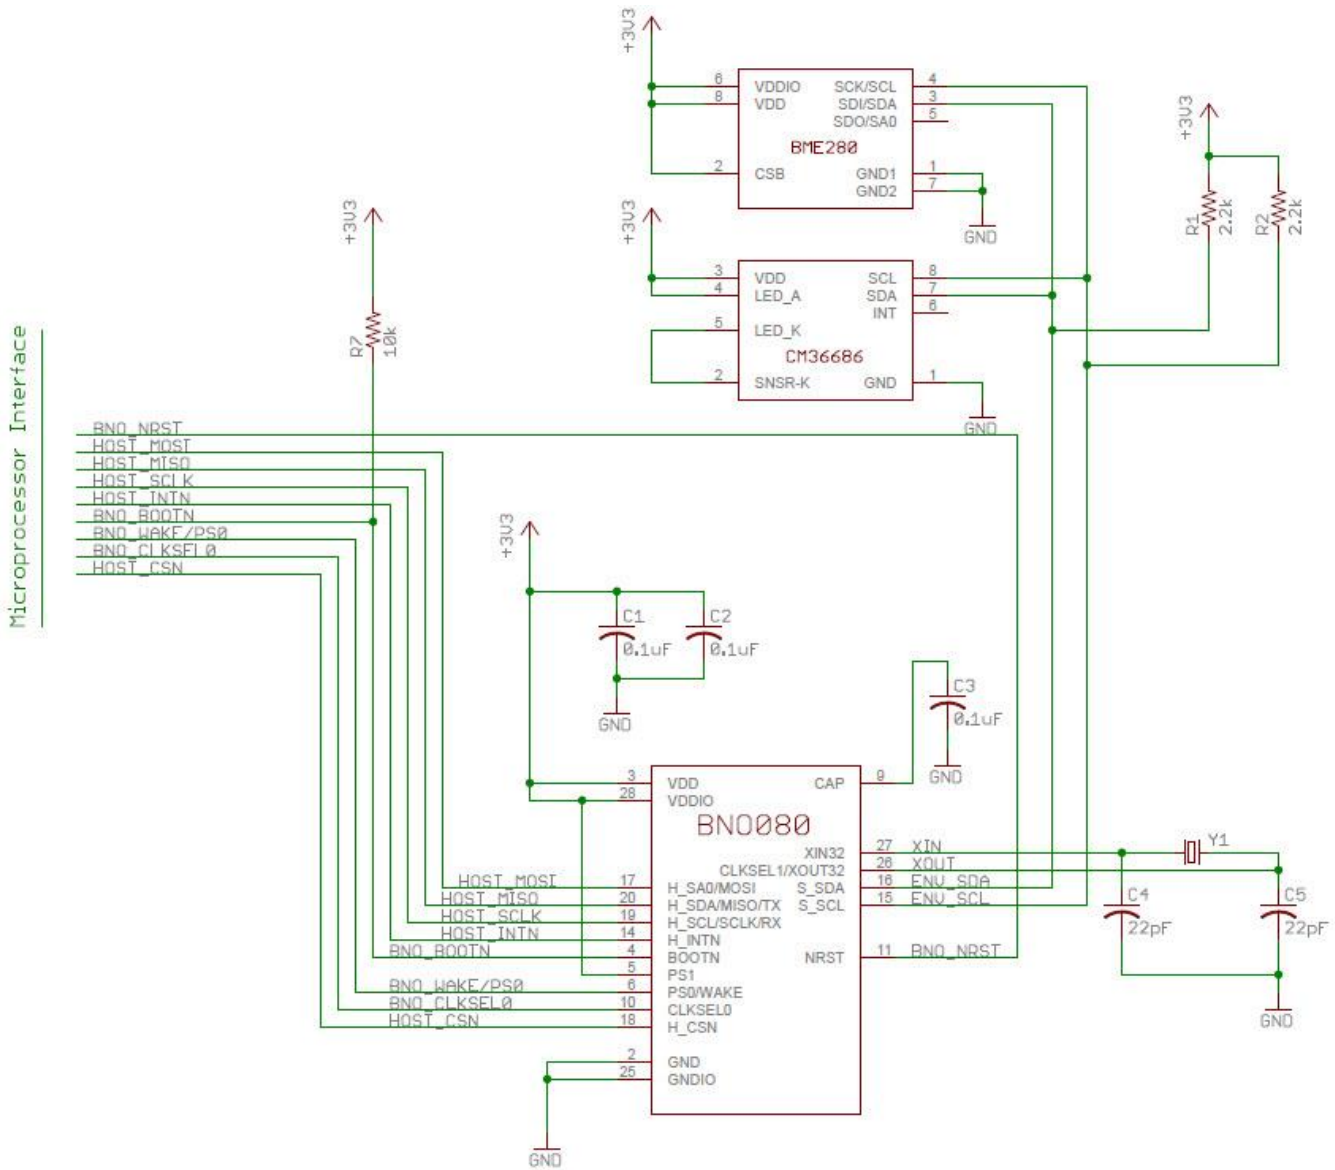 +3V3
6 VDDIO SCK/SCL 4
8 VDD SDI/SDA 3
SDO/SA0 5
BME280
2 CSB GND1 1
GND2 7
GND
+3V3
R1 2.2k
R2 2.2k
+3V3
3 VDD SCL 8
4 LED_A SDA 7
INT 6
5 LED_K
CM36686
2 SNSR-K GND 1
GND
+3V3
R7 10k
Microprocessor Interface
BNO_NRST
HOST_MOSI
HOST_MISO
HOST_SCLK
HOST_INTN
BNO_BOOTN
BNO_WAKE/PS0
BNO_CLKSEL0
HOST_CSN
+3V3
C1 0.1uF
C2 0.1uF
GND
C3 0.1uF
GND
3 VDD CAP 9
28 VDDIO
BNO080
XIN32 27 XIN
CLKSEL1/XOUT32 26 XOUT
HOST_MOSI 17 H_SA0/MOSI S_SDA 16 ENV_SDA
HOST_MISO 20 H_SDA/MISO/TX S_SCL 15 ENV_SCL
HOST_SCLK 19 H_SCL/SCLK/RX
HOST_INTN 14 H_INTN
BNO_BOOTN 4 BOOTN NRST 11 BNO_NRST
5 PS1
BNO_WAKE/PS0 6 PS0/WAKE
BNO_CLKSEL0 10 CLKSEL0
HOST_CSN 18 H_CSN
2 GND
25 GNDIO
GND
Y1
C4 22pF
C5 22pF
GND